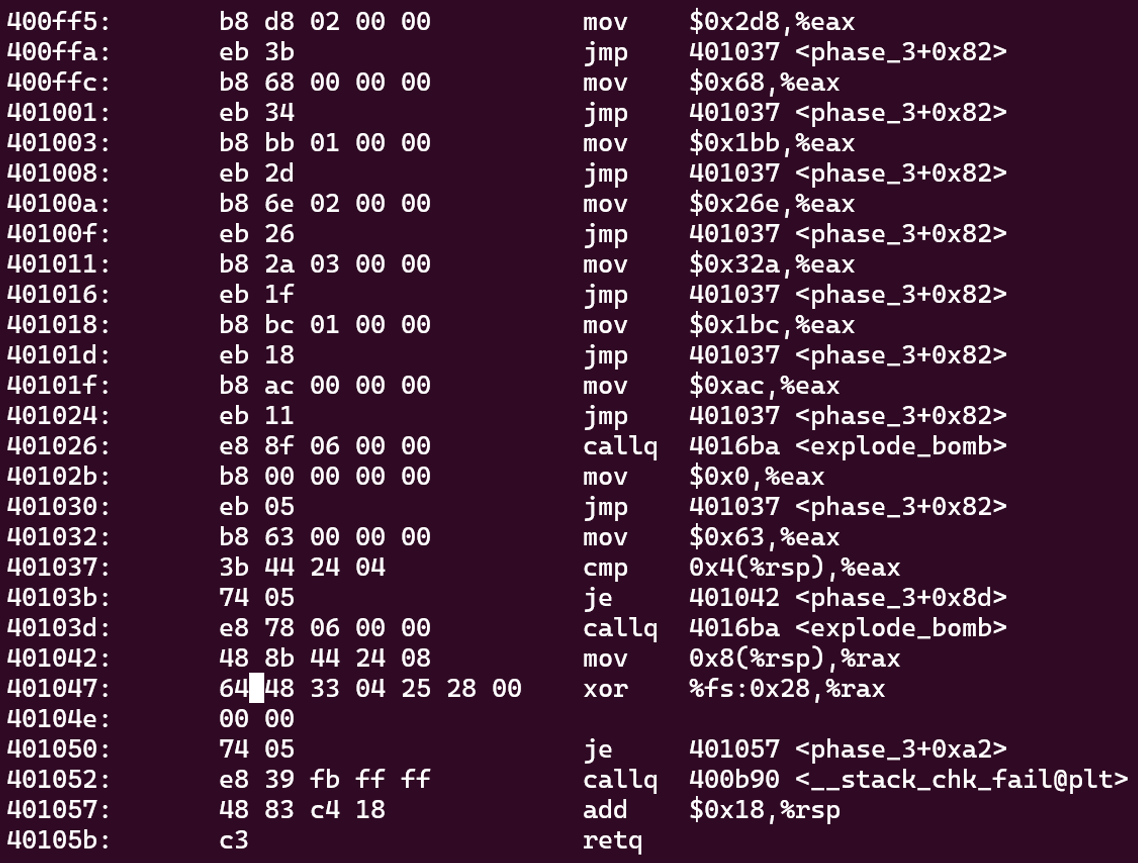 400ff5: b8 d8 02 00 00 mov $0x2d8,%eax
400ffa: eb 3b jmp 401037 <phase_3+0x82>
400ffc: b8 68 00 00 00 mov $0x68,%eax
401001: eb 34 jmp 401037 <phase_3+0x82>
401003: b8 bb 01 00 00 mov $0x1bb,%eax
401008: eb 2d jmp 401037 <phase_3+0x82>
40100a: b8 6e 02 00 00 mov $0x26e,%eax
40100f: eb 26 jmp 401037 <phase_3+0x82>
401011: b8 2a 03 00 00 mov $0x32a,%eax
401016: eb 1f jmp 401037 <phase_3+0x82>
401018: b8 bc 01 00 00 mov $0x1bc,%eax
40101d: eb 18 jmp 401037 <phase_3+0x82>
40101f: b8 ac 00 00 00 mov $0xac,%eax
401024: eb 11 jmp 401037 <phase_3+0x82>
401026: e8 8f 06 00 00 callq 4016ba <explode_bomb>
40102b: b8 00 00 00 00 mov $0x0,%eax
401030: eb 05 jmp 401037 <phase_3+0x82>
401032: b8 63 00 00 00 mov $0x63,%eax
401037: 3b 44 24 04 cmp 0x4(%rsp),%eax
40103b: 74 05 je 401042 <phase_3+0x8d>
40103d: e8 78 06 00 00 callq 4016ba <explode_bomb>
401042: 48 8b 44 24 08 mov 0x8(%rsp),%rax
401047: 64 48 33 04 25 28 00 xor %fs:0x28,%rax
40104e: 00 00
401050: 74 05 je 401057 <phase_3+0xa2>
401052: e8 39 fb ff ff callq 400b90 <__stack_chk_fail@plt>
401057: 48 83 c4 18 add $0x18,%rsp
40105b: c3 retq